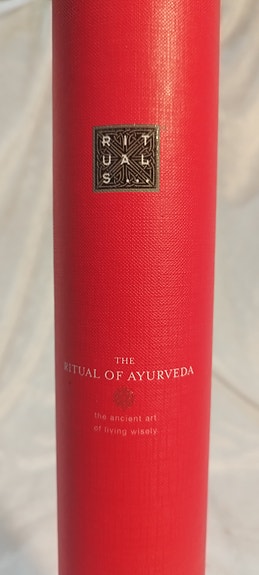 RIT
UAL
S...
THE
RITUAL OF AYURVEDA
the ancient art
of living wisely